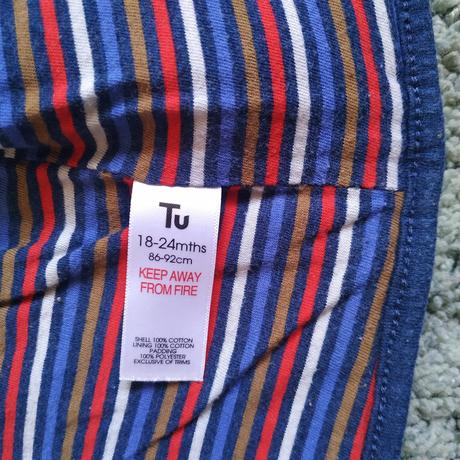 Tu
18-24mths
86-92cm
KEEP AWAY
FROM FIRE
SHELL 100% COTTON
LINING 100% COTTON
PADDING
100% POLYESTER
EXCLUSIVE OF TRIMS